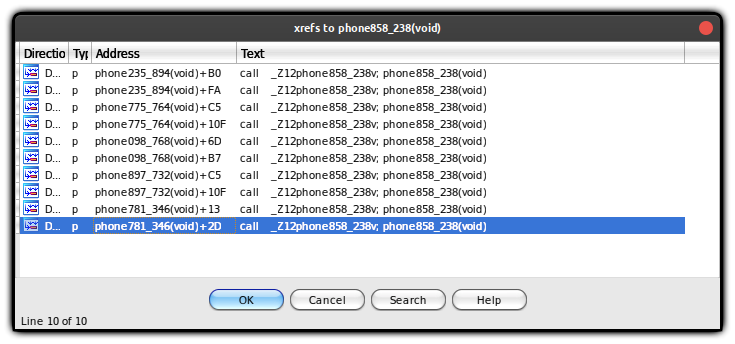 xrefs to phone858_238(void)
Directio Ty Address Text
D... p phone235_894(void)+B0 call _Z12phone858_238v; phone858_238(void)
D... p phone235_894(void)+FA call _Z12phone858_238v; phone858_238(void)
D... p phone775_764(void)+C5 call _Z12phone858_238v; phone858_238(void)
D... p phone775_764(void)+10F call _Z12phone858_238v; phone858_238(void)
D... p phone098_768(void)+6D call _Z12phone858_238v; phone858_238(void)
D... p phone098_768(void)+B7 call _Z12phone858_238v; phone858_238(void)
D... p phone897_732(void)+C5 call _Z12phone858_238v; phone858_238(void)
D... p phone897_732(void)+10F call _Z12phone858_238v; phone858_238(void)
D... p phone781_346(void)+13 call _Z12phone858_238v; phone858_238(void)
D... p phone781_346(void)+2D call _Z12phone858_238v; phone858_238(void)
OK Cancel Search Help
Line 10 of 10